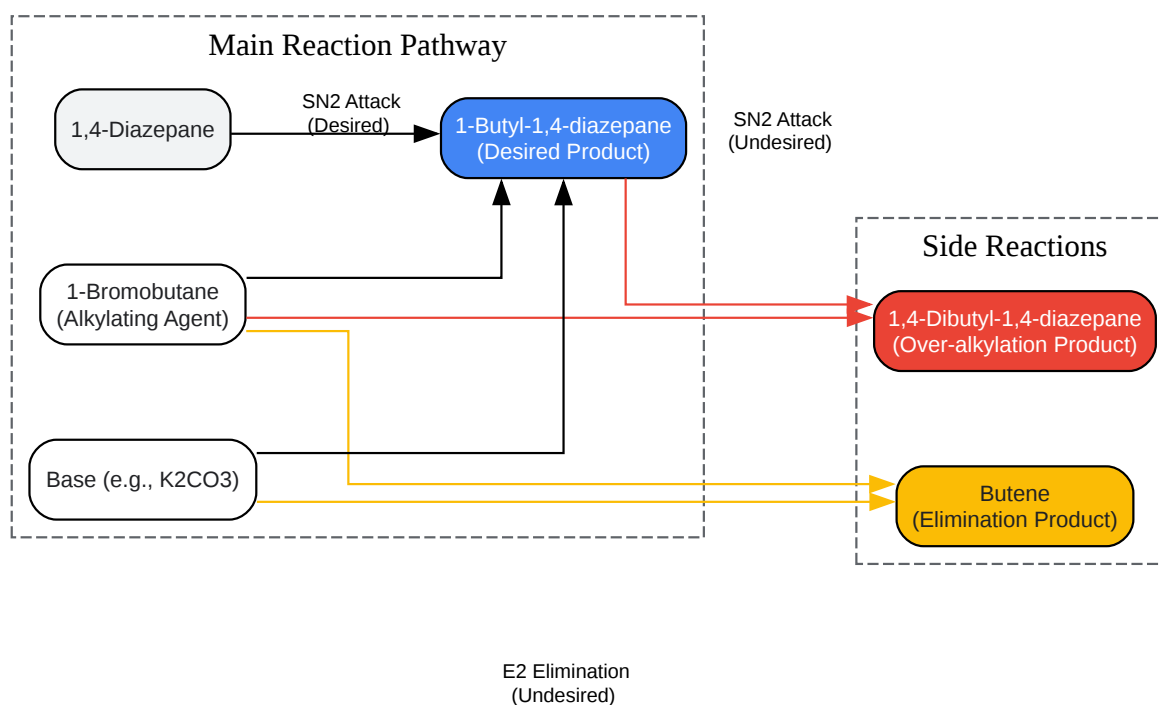 Main Reaction Pathway
1,4-Diazepane
SN2 Attack
(Desired)
1-Butyl-1,4-diazepane
(Desired Product)
SN2 Attack
(Undesired)
1-Bromobutane
(Alkylating Agent)
Side Reactions
1,4-Dibutyl-1,4-diazepane
(Over-alkylation Product)
Base (e.g., K2CO3)
Butene
(Elimination Product)
E2 Elimination
(Undesired)